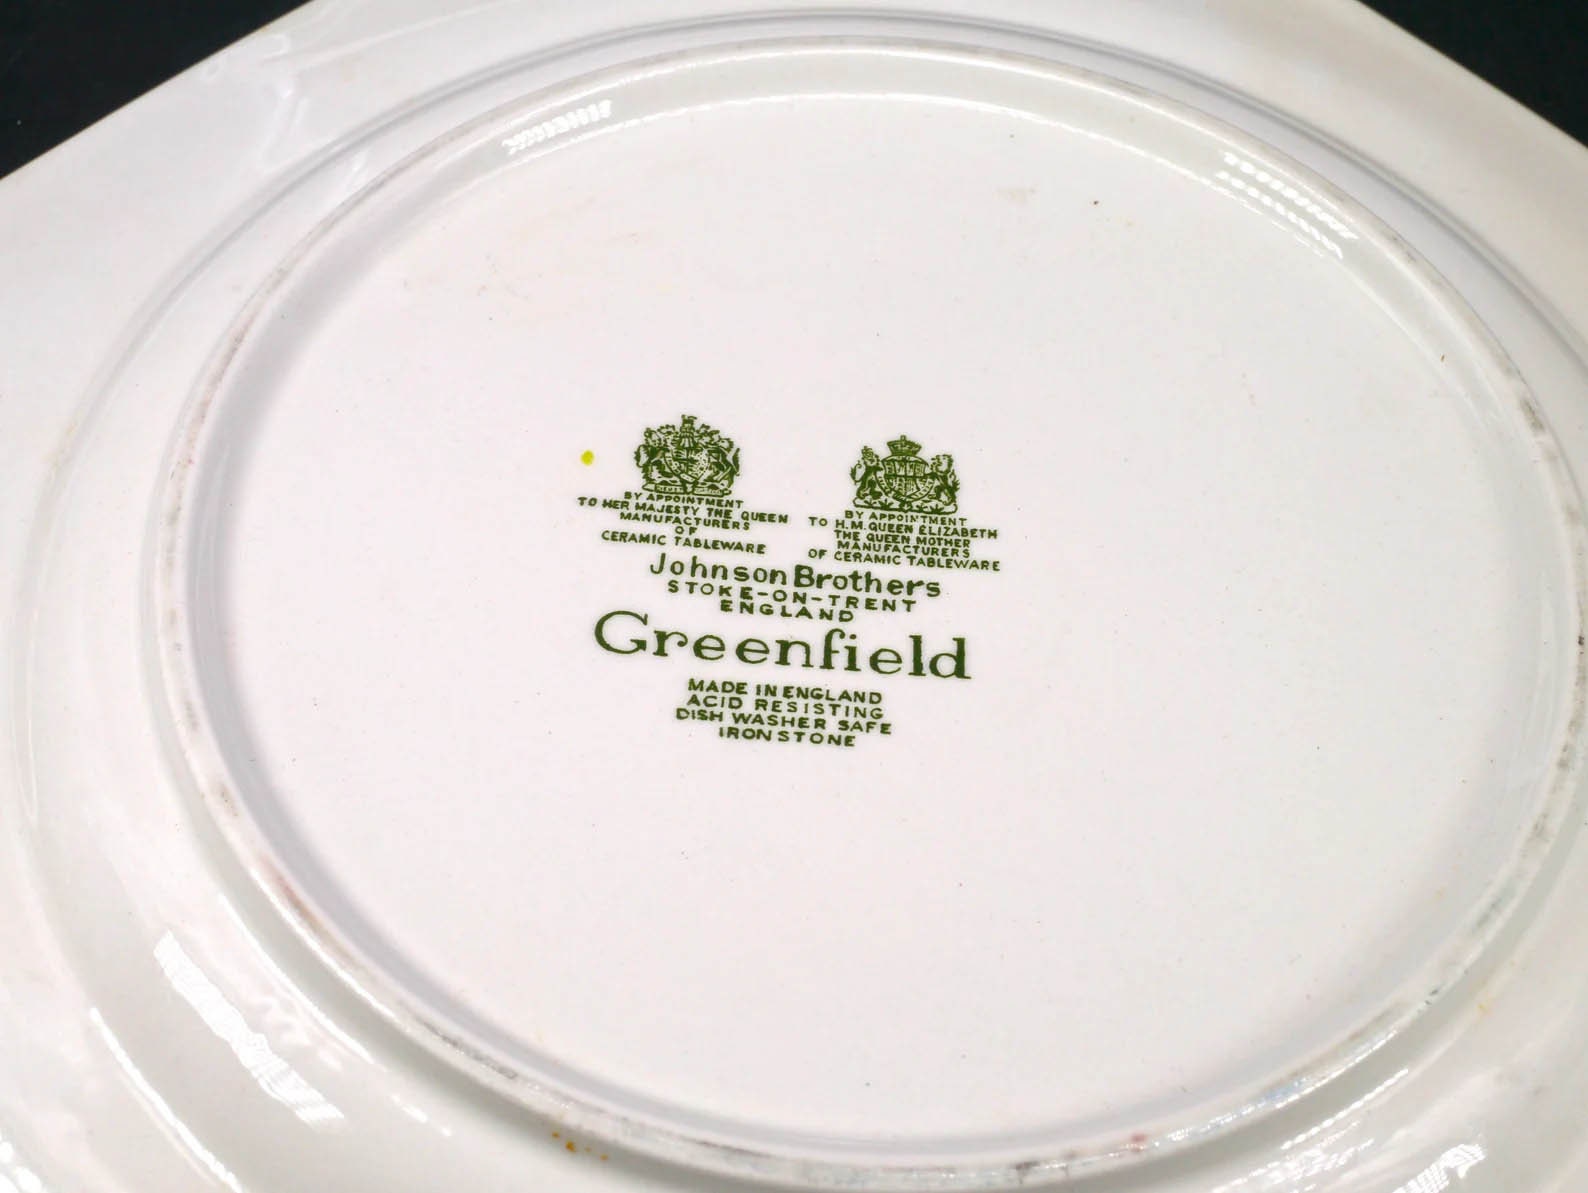 BY APPOINTMENT
TO HER MAJESTY THE QUEEN
MANUFACTURERS
OF
CERAMIC TABLEWARE
BY APPOINTMENT
TO H.M. QUEEN ELIZABETH
THE QUEEN MOTHER
MANUFACTURERS
OF CERAMIC TABLEWARE
Johnson Brothers
STOKE-ON-TRENT
ENGLAND
Greenfield
MADE IN ENGLAND
ACID RESISTING
DISH WASHER SAFE
IRONSTONE